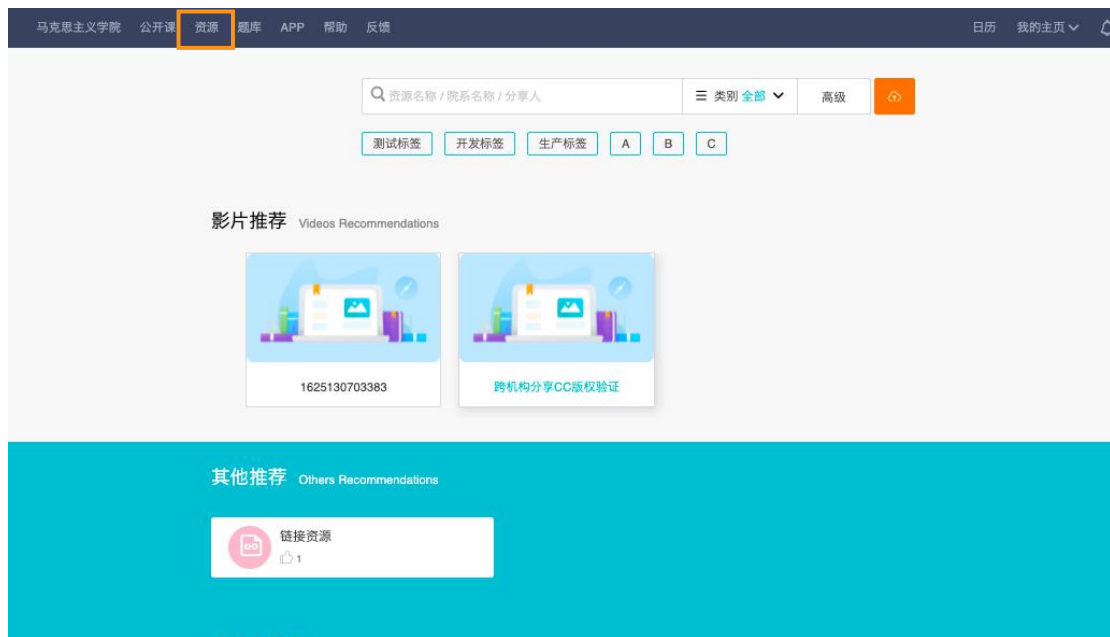 马克思主义学院 公开课 资源 题库 APP 帮助 反馈 日历 我的主页
资源名称 / 院系名称 / 分享人 类别 全部 高级
测试标签 开发标签 生产标签 A B C
影片推荐 Videos Recommendations
1625130703383 跨机构分享CC版权验证
其他推荐 Others Recommendations
链接资源
1